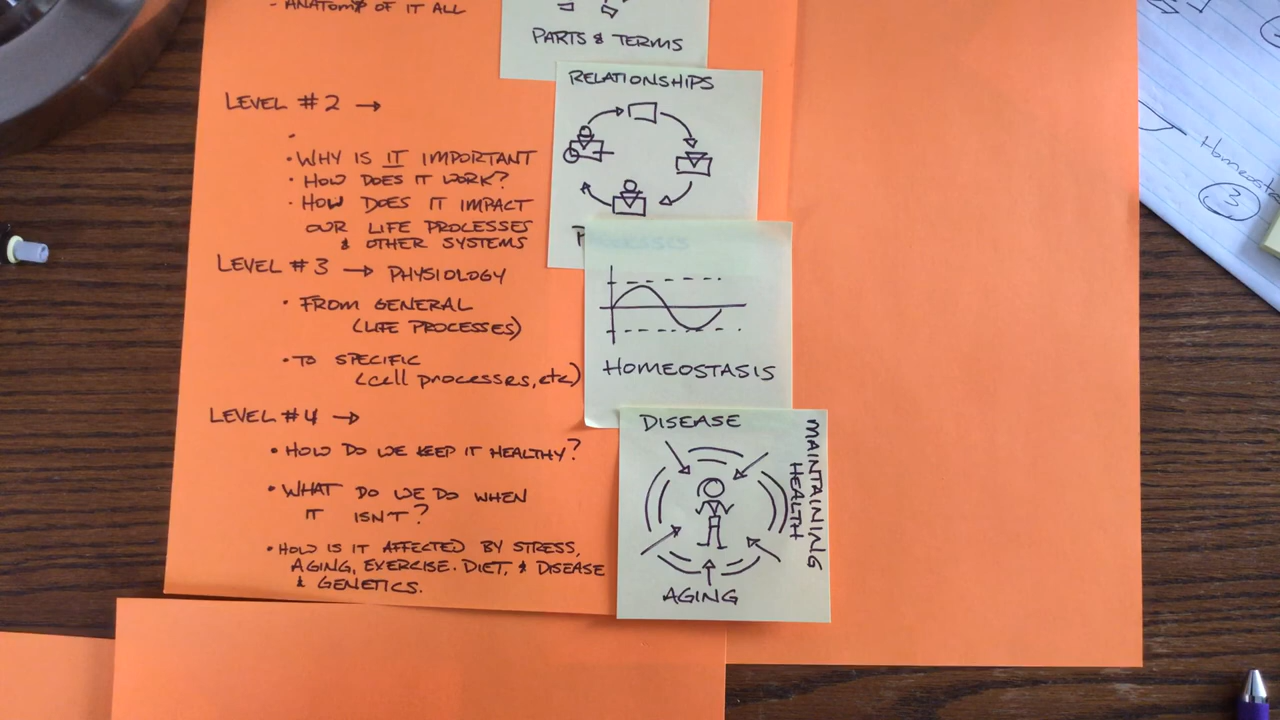 - ANATOMY OF IT ALL
PARTS & TERMS
LEVEL #2 →
• WHY IS IT IMPORTANT
• HOW DOES IT WORK?
• HOW DOES IT IMPACT
OUR LIFE PROCESSES
& OTHER SYSTEMS
RELATIONSHIPS
PROCESSES
LEVEL #3 → PHYSIOLOGY
• FROM GENERAL
(LIFE PROCESSES)
• TO SPECIFIC
(cell processes, etc)
HOMEOSTASIS
LEVEL #4 →
• HOW DO WE KEEP IT HEALTHY?
• WHAT DO WE DO WHEN
IT ISN'T?
• HOW IS IT AFFECTED BY STRESS,
AGING, EXERCISE. DIET, & DISEASE
& GENETICS.
DISEASE
MAINTAINING
HEALTH
AGING
3